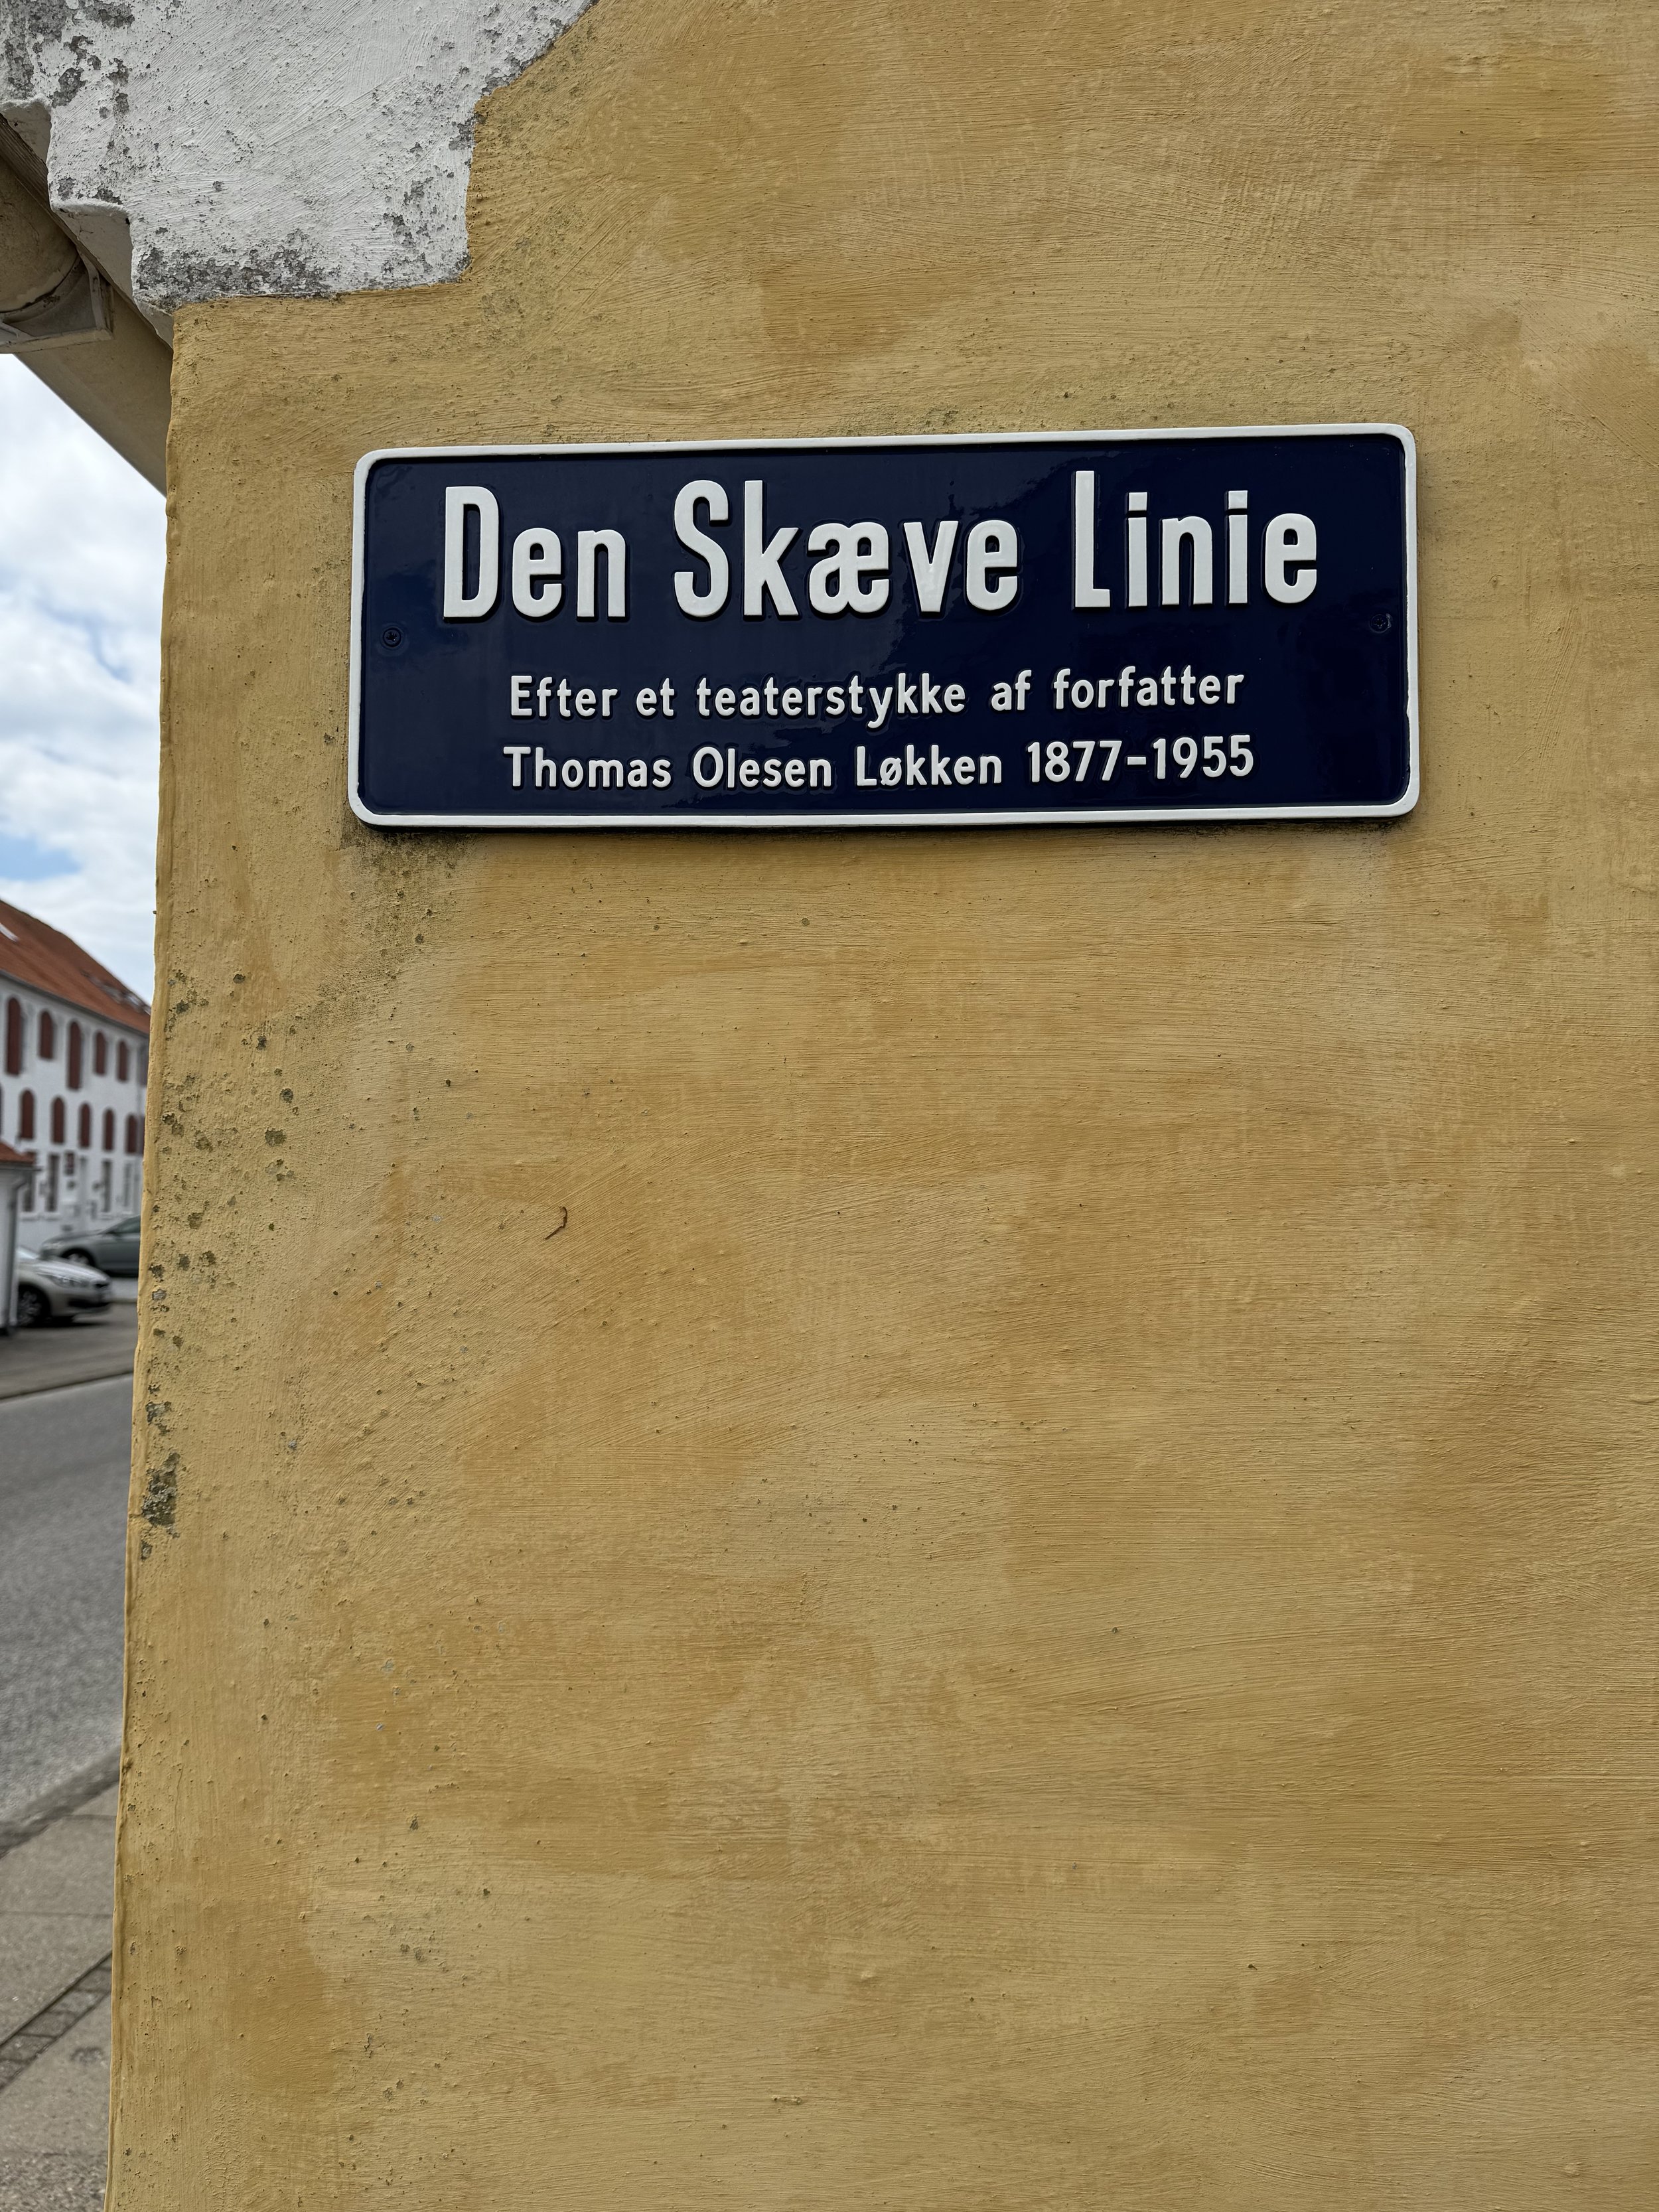 Den Skæve Linie
Efter et teaterstykke af forfatter
Thomas Olesen Løkken 1877-1955